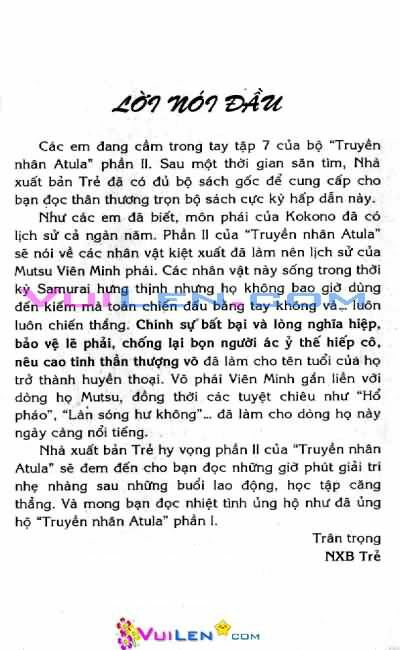 LỜI NÓI ĐẦU
Các em đang cầm trong tay tập 7 của bộ “Truyền
nhân Atula” phần II. Sau một thời gian săn tìm, Nhà
xuất bản Trẻ đã có đủ bộ sách gốc để cung cấp cho
bạn đọc thân thương trọn bộ sách cực kỳ hấp dẫn này.
Như các em đã biết, môn phái của Kokono đã có
lịch sử cả ngàn năm. Phần II của “Truyền nhân Atula”
sẽ nói về các nhân vật kiệt xuất đã làm nên lịch sử của
Mutsu Viên Minh phái. Các nhân vật này sống trong thời
kỳ Samurai hưng thịnh nhưng họ không bao giờ dùng
đến kiếm mà toàn chiến đấu bằng tay không và... luôn
VUILEN.COM
luôn chiến thắng. Chính sự bất bại và lòng nghĩa hiệp,
bảo vệ lẽ phải, chống lại bọn người ác ỷ thế hiếp cô,
nêu cao tinh thần thượng võ đã làm cho tên tuổi của họ
trở thành huyền thoại. Võ phái Viên Minh gắn liền với
dòng họ Mutsu, đồng thời các tuyệt chiêu như “Hổ
pháo”, “Làn sóng hư không”... đã làm cho dòng họ này
ngày càng nổi tiếng.
Nhà xuất bản Trẻ hy vọng phần II của “Truyền nhân
Atula” sẽ đem đến cho bạn đọc những giờ phút giải trí
nhẹ nhàng sau những buổi lao động, học tập căng
thẳng. Và mong bạn đọc nhiệt tình ủng hộ như đã ủng
hộ “Truyền nhân Atula” phần I.
Trân trọng
NXB Trẻ
VUILEN.COM